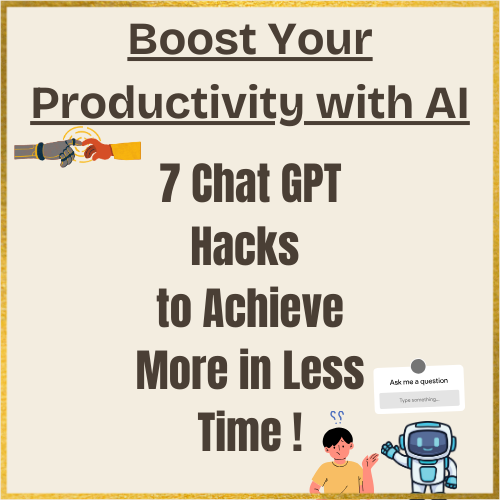 Boost Your
Productivity with AI
7 Chat GPT
Hacks
to Achieve
More in Less
Time !
Ask me a question
Type something...
??